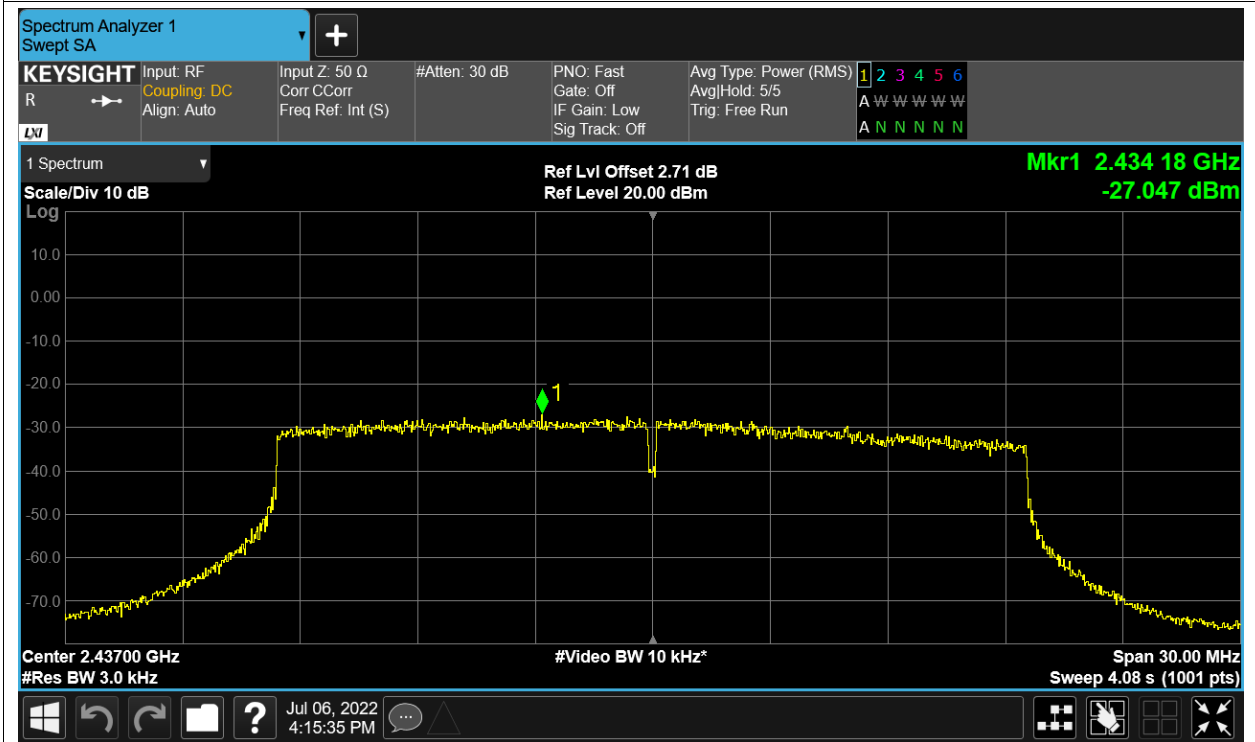 Spectrum Analyzer 1
Swept SA
+
KEYSIGHT
R
LXI
Input: RF
Coupling: DC
Align: Auto
Input Z: 50 Ω
Corr CCorr
Freq Ref: Int (S)
#Atten: 30 dB
PNO: Fast
Gate: Off
IF Gain: Low
Sig Track: Off
Avg Type: Power (RMS)
Avg|Hold: 5/5
Trig: Free Run
1 2 3 4 5 6
A W W W W W
A N N N N N
1 Spectrum
Scale/Div 10 dB
Log
Ref Lvl Offset 2.71 dB
Ref Level 20.00 dBm
Mkr1 2.434 18 GHz
-27.047 dBm
10.0
0.00
-10.0
-20.0
-30.0
-40.0
-50.0
-60.0
-70.0
1
Center 2.43700 GHz
#Res BW 3.0 kHz
#Video BW 10 kHz*
Span 30.00 MHz
Sweep 4.08 s (1001 pts)
?
Jul 06, 2022
4:15:35 PM